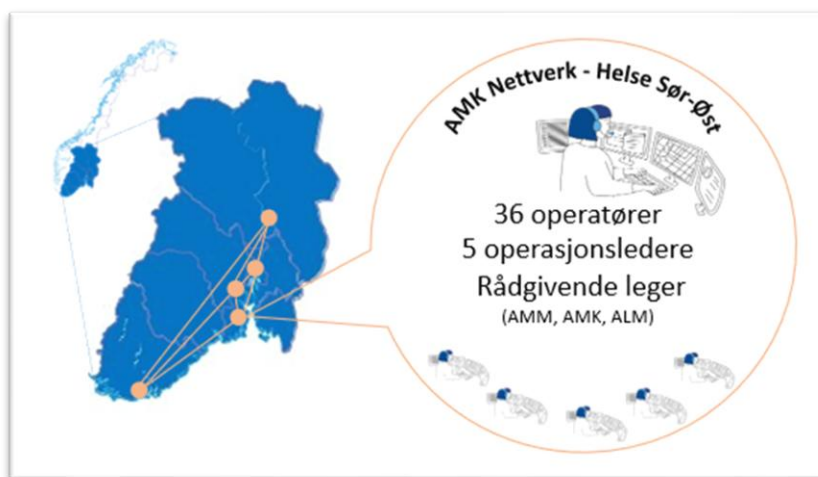 AMK Nettverk - Helse Sør-Øst
36 operatører
5 operasjonsledere
Rådgivende leger
(AMM, AMK, ALM)